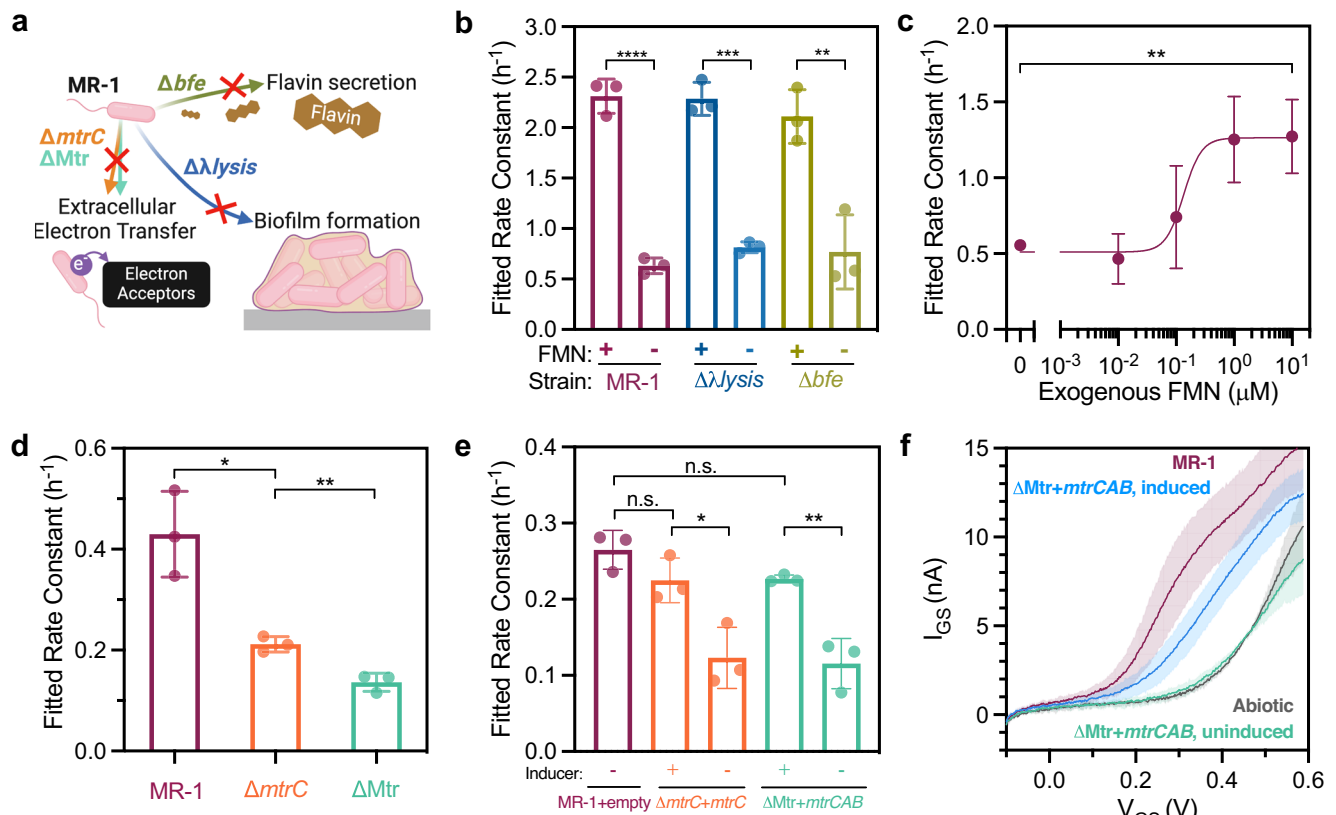 a
MR-1
Δbfe
Flavin secretion
Flavin
ΔmtrC
ΔMtr
Δλlysis
Extracellular
Electron Transfer
Biofilm formation
e-
Electron
Acceptors
b
Fitted Rate Constant (h⁻¹)
3.0
2.5
2.0
1.5
1.0
0.5
0.0
**** *** **
FMN: + - + - + -
Strain: MR-1 Δλlysis Δbfe
c
Fitted Rate Constant (h⁻¹)
2.0
1.5
1.0
0.5
0.0
**
0 10⁻³ 10⁻² 10⁻¹ 10⁰ 10¹
Exogenous FMN (μM)
d
Fitted Rate Constant (h⁻¹)
0.6
0.4
0.2
0.0
*
**
MR-1 ΔmtrC ΔMtr
e
Fitted Rate Constant (h⁻¹)
0.4
0.3
0.2
0.1
0.0
n.s.
n.s.
* **
Inducer: - + - + -
MR-1+empty ΔmtrC+mtrC ΔMtr+mtrCAB
f
I_GS (nA)
15
10
5
0
MR-1
ΔMtr+mtrCAB, induced
Abiotic
ΔMtr+mtrCAB, uninduced
0.0 0.2 0.4 0.6
V_GS (V)